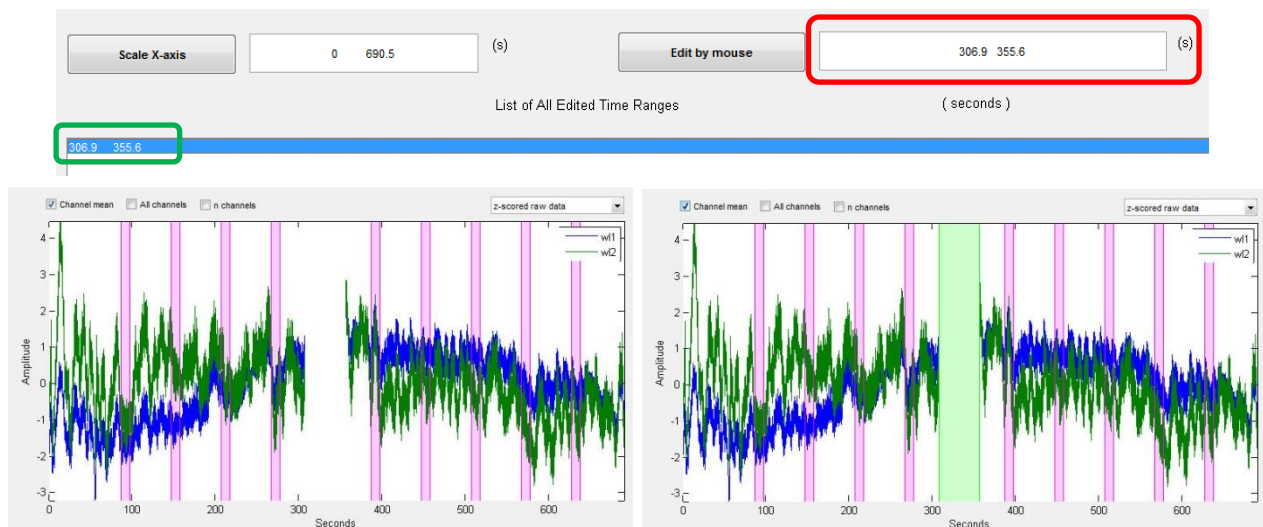 Scale X-axis 0 690.5 (s) Edit by mouse 306.9 355.6 (s)
List of All Edited Time Ranges ( seconds )
306.9 355.6
Channel mean All channels n channels z-scored raw data
wl1
wl2
4
3
2
1
0
-1
-2
-3
Amplitude
0 100 200 300 400 500 600
Seconds
Channel mean All channels n channels z-scored raw data
wl1
wl2
4
3
2
1
0
-1
-2
-3
Amplitude
0 100 200 300 400 500 600
Seconds